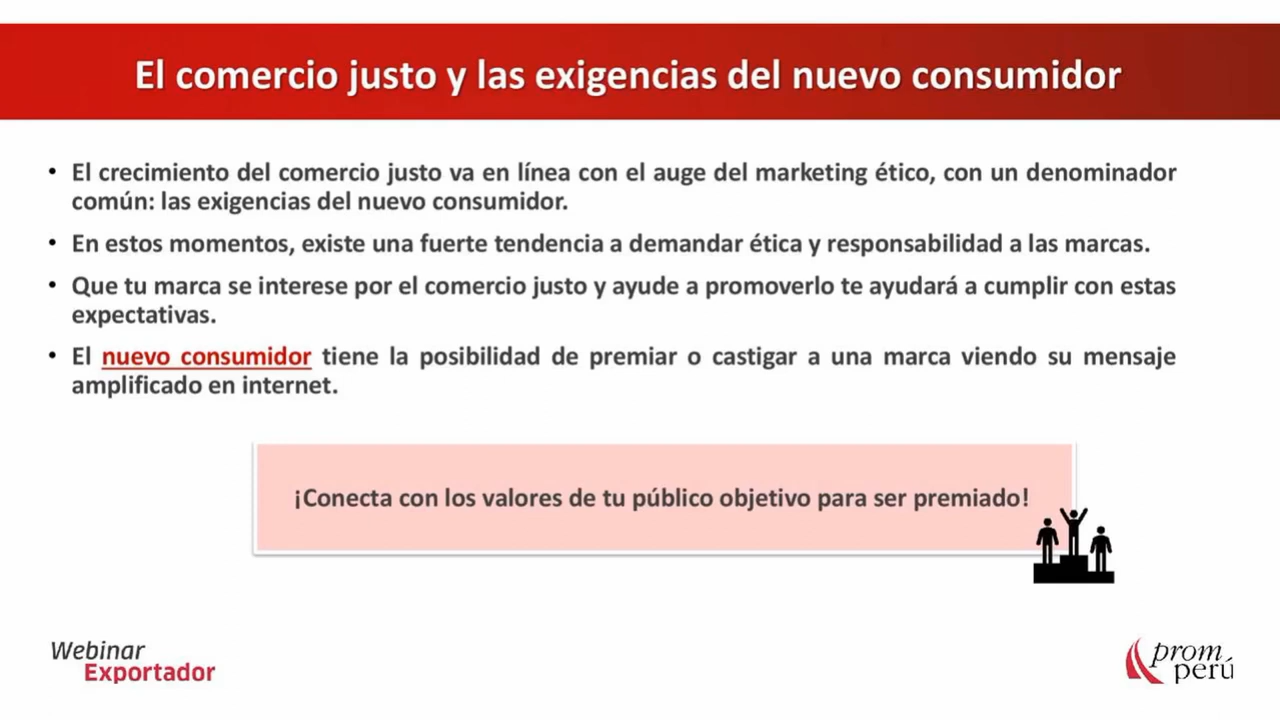 El comercio justo y las exigencias del nuevo consumidor
• El crecimiento del comercio justo va en línea con el auge del marketing ético, con un denominador
común: las exigencias del nuevo consumidor.
• En estos momentos, existe una fuerte tendencia a demandar ética y responsabilidad a las marcas.
• Que tu marca se interese por el comercio justo y ayude a promoverlo te ayudará a cumplir con estas
expectativas.
• El nuevo consumidor tiene la posibilidad de premiar o castigar a una marca viendo su mensaje
amplificado en internet.
¡Conecta con los valores de tu público objetivo para ser premiado!
Webinar
Exportador
prom
perú